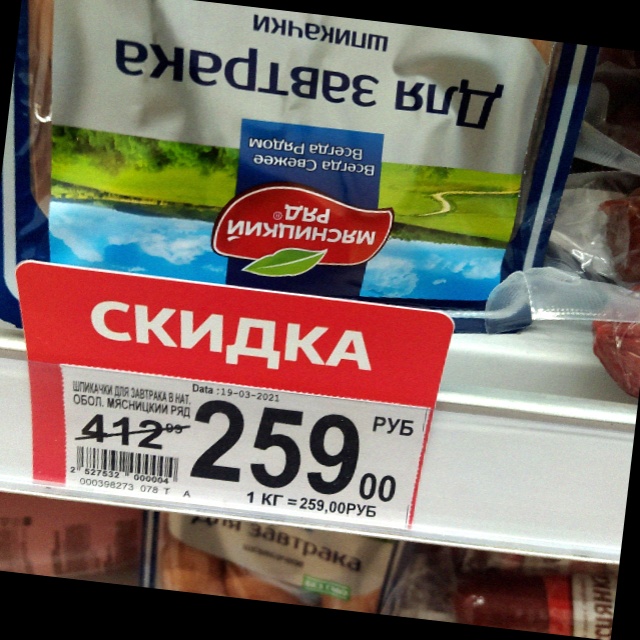 Для завтрака
шпикачки
Всегда Свежее
Всегда Рядом
МЯСНИЦКИЙ
РЯД®
СКИДКА
ШПИКАЧКИ ДЛЯ ЗАВТРАКА В НАТ.
ОБОЛ. МЯСНИЦКИЙ РЯД
Data :19-03-2021
412 99
259 00
РУБ
2 527532 000004
000398273 078 Т А
1 КГ = 259,00РУБ
Для завтрака